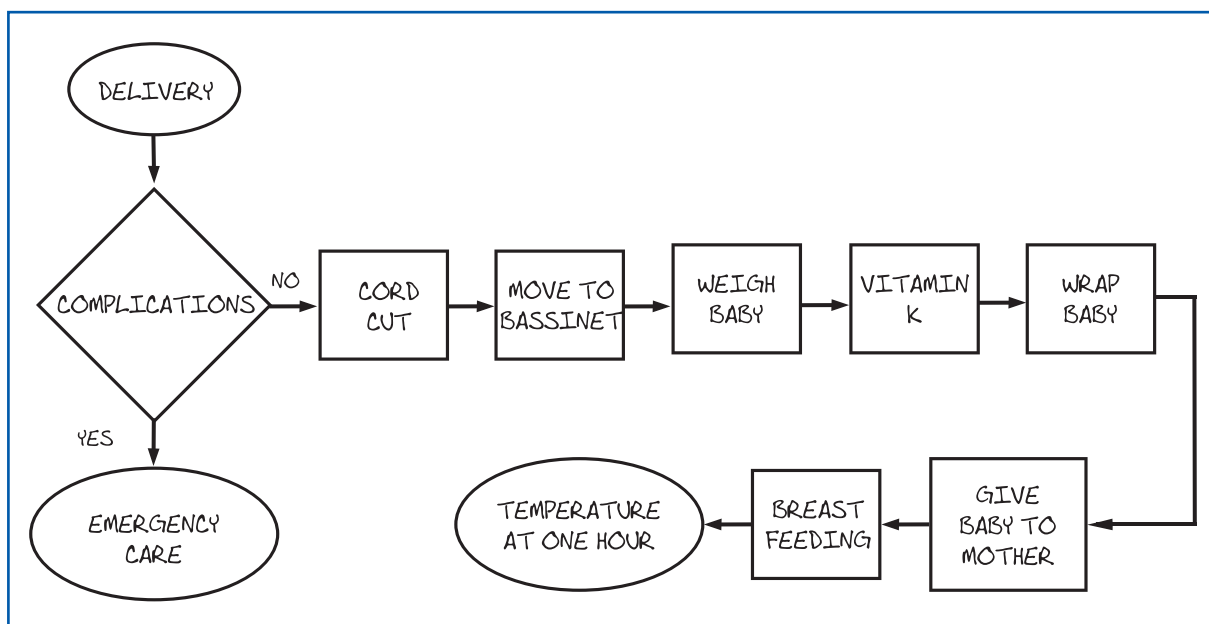 DELIVERY
COMPLICATIONS
NO
CORD
CUT
MOVE TO
BASSINET
WEIGH
BABY
VITAMIN
K
WRAP
BABY
YES
EMERGENCY
CARE
GIVE
BABY TO
MOTHER
BREAST
FEEDING
TEMPERATURE
AT ONE HOUR